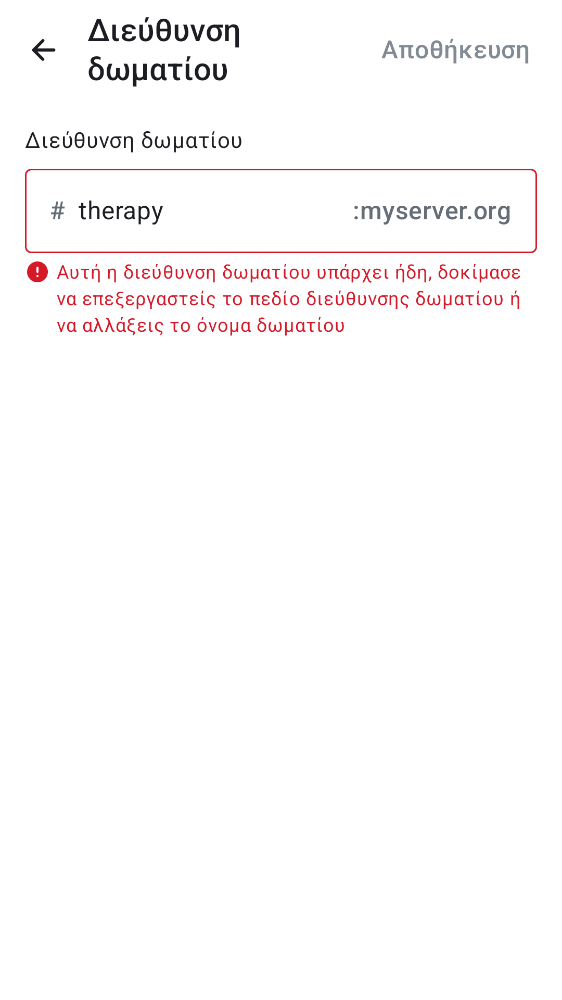 Διεύθυνση
δωματίου
Αποθήκευση
Διεύθυνση δωματίου
# therapy :myserver.org
Αυτή η διεύθυνση δωματίου υπάρχει ήδη, δοκίμασε
να επεξεργαστείς το πεδίο διεύθυνσης δωματίου ή
να αλλάξεις το όνομα δωματίου